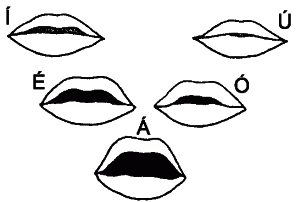 Í Ú
É Ó
Á